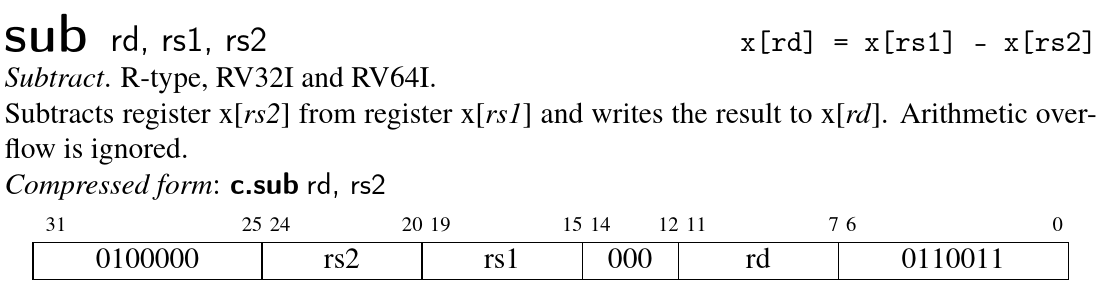 sub rd, rs1, rs2 x[rd] = x[rs1] - x[rs2]
Subtract. R-type, RV32I and RV64I.
Subtracts register x[rs2] from register x[rs1] and writes the result to x[rd]. Arithmetic over-
flow is ignored.
Compressed form: c.sub rd, rs2
31 25 24 20 19 15 14 12 11 7 6 0
0100000 rs2 rs1 000 rd 0110011